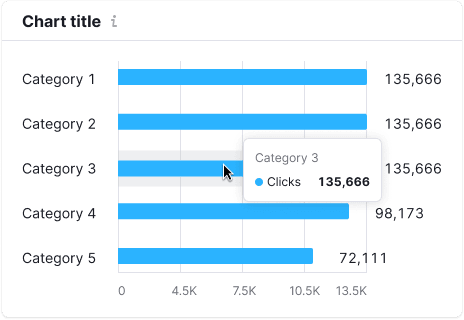 Chart title i
Category 1 135,666
Category 2 135,666
Category 3
Category 3 135,666
Clicks 135,666
Category 4 98,173
Category 5 72,111
0 4.5K 7.5K 10.5K 13.5K